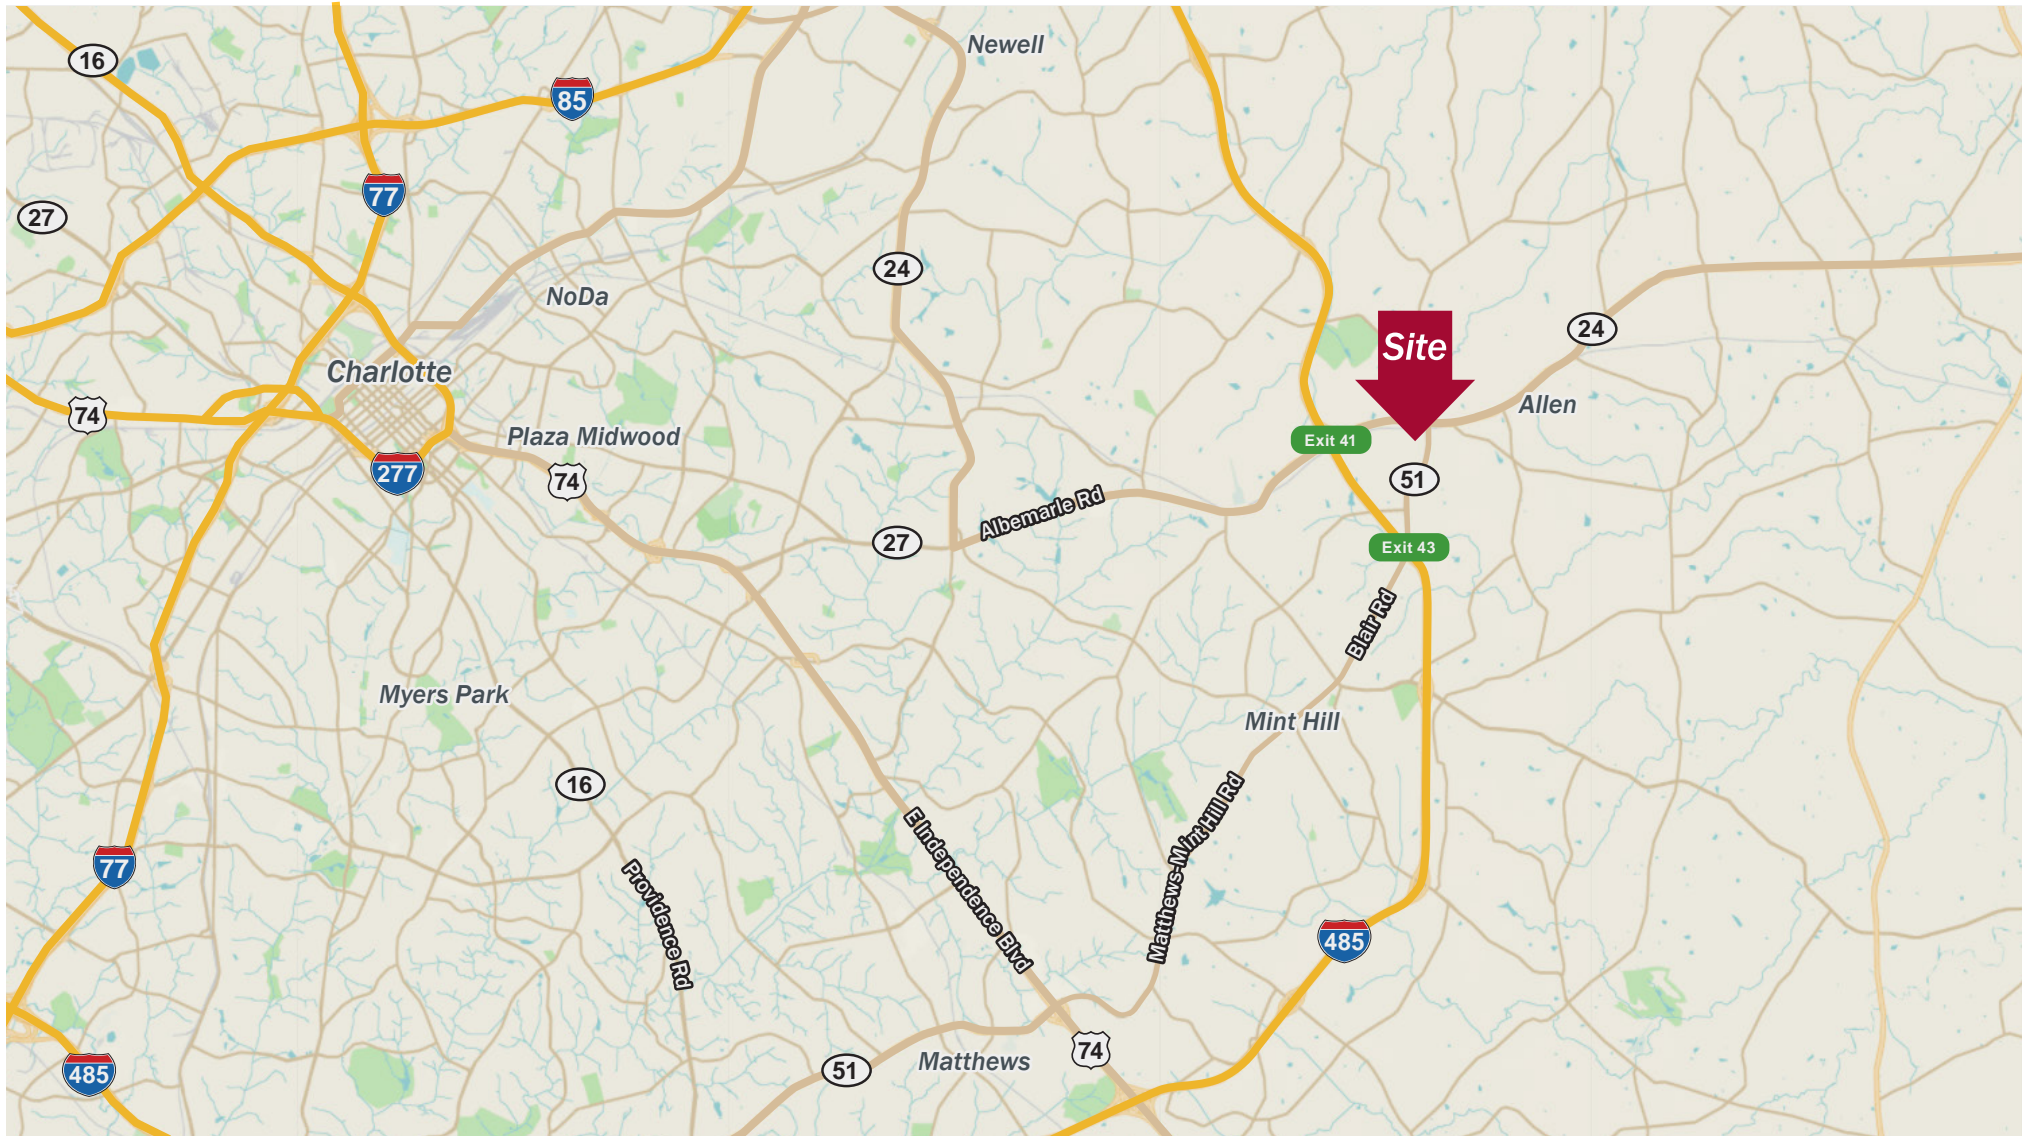 Newell
16
85
77
27
24
NoDa
24
Site
Charlotte
Allen
74
Plaza Midwood
Exit 41
277
74
51
Albemarle Rd
27
Exit 43
Blair Rd
Myers Park
Mint Hill
16
Matthews-Mint Hill Rd
E Independence Blvd
77
Providence Rd
485
74
Matthews
51
485